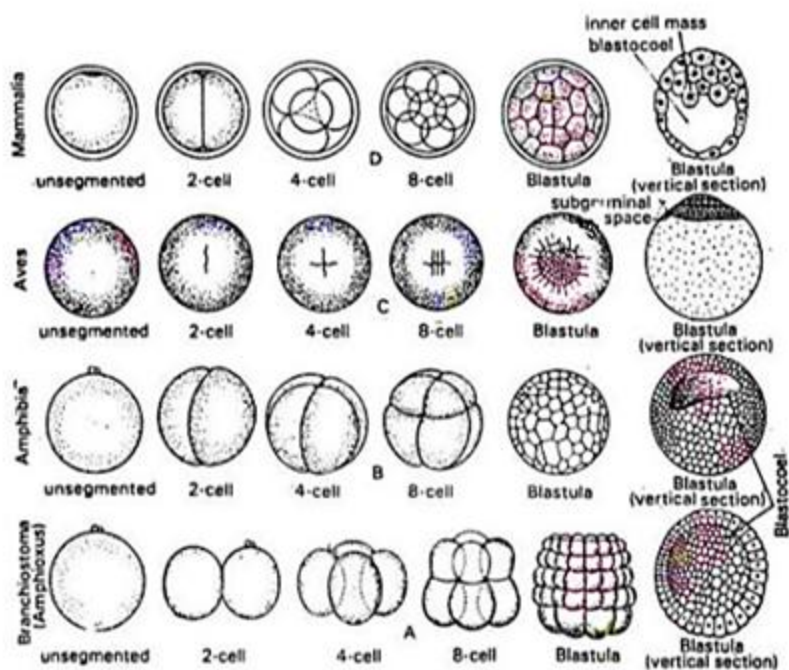 inner cell mass
blastocoel
Mammalia
D
unsegmented
2-cell
4-cell
8-cell
Blastula
Blastula
(vertical section)
subgerminal
space
Aves
C
unsegmented
2-cell
4-cell
8-cell
Blastula
Blastula
(vertical section)
Amphibia
B
unsegmented
2-cell
4-cell
8-cell
Blastula
Blastula
(vertical section)
Blastocoel
Branchiostoma
(Amphioxus)
A
unsegmented
2-cell
4-cell
8-cell
Blastula
Blastula
(vertical section)